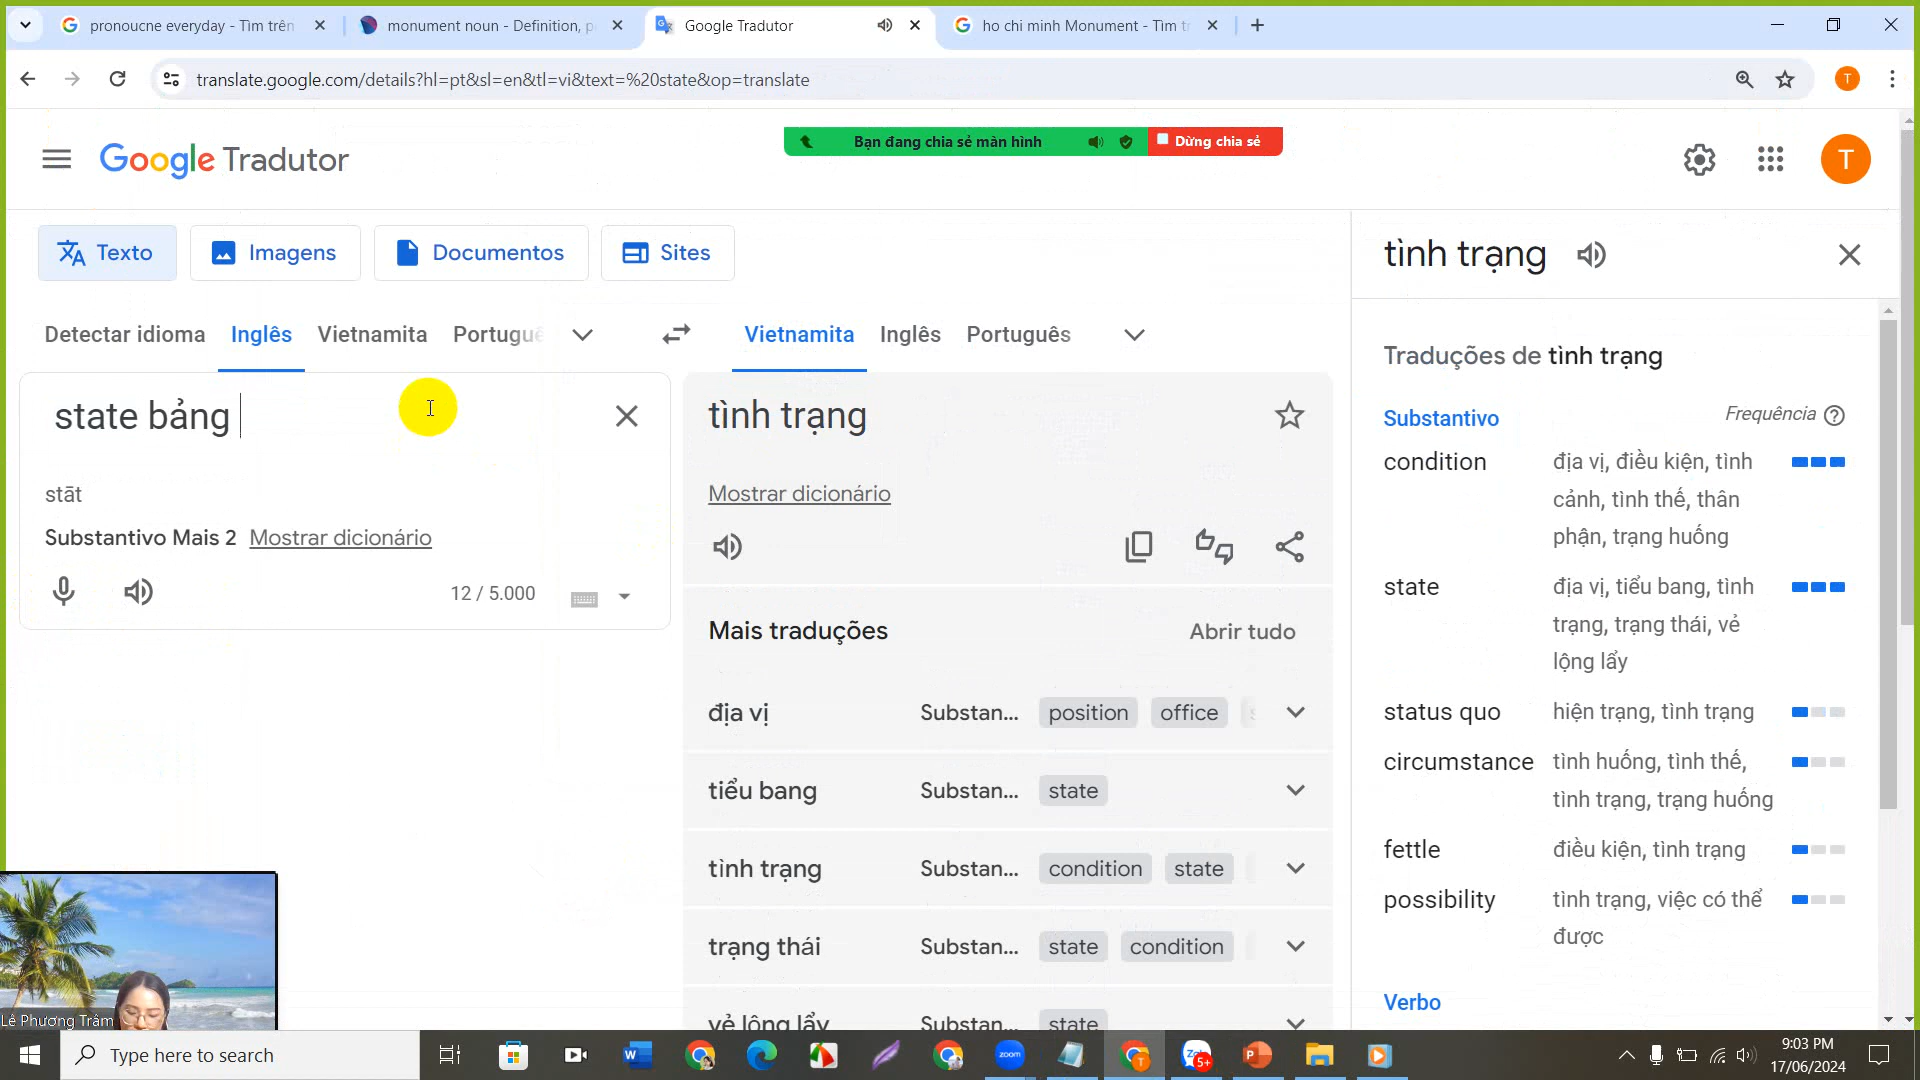 pronoucne everyday - Tìm trên
monument noun - Definition, p
Google Tradutor
ho chi minh Monument - Tìm t
translate.google.com/details?hl=pt&sl=en&tl=vi&text=%20state&op=translate
T
Google Tradutor
Bạn đang chia sẻ màn hình
Dừng chia sẻ
T
Texto
Imagens
Documentos
Sites
Detectar idioma
Inglês
Vietnamita
Portuguê
Vietnamita
Inglês
Português
state bảng
stāt
Substantivo Mais 2 Mostrar dicionário
12 / 5.000
tình trạng
Mostrar dicionário
Mais traduções
Abrir tudo
địa vị Substan... position office
tiểu bang Substan... state
tình trạng Substan... condition state
trạng thái Substan... state condition
vẻ lộng lẫy Substan... state
tình trạng
Traduções de tình trạng
Substantivo
Frequência
condition địa vị, điều kiện, tình
cảnh, tình thế, thân
phận, trạng huống
state địa vị, tiểu bang, tình
trạng, trạng thái, vẻ
lộng lẫy
status quo hiện trạng, tình trạng
circumstance tình huống, tình thế,
tình trạng, trạng huống
fettle điều kiện, tình trạng
possibility tình trạng, việc có thể
được
Verbo
Lê Phương Trâm
Type here to search
zoom
5+
T
9:03 PM
17/06/2024